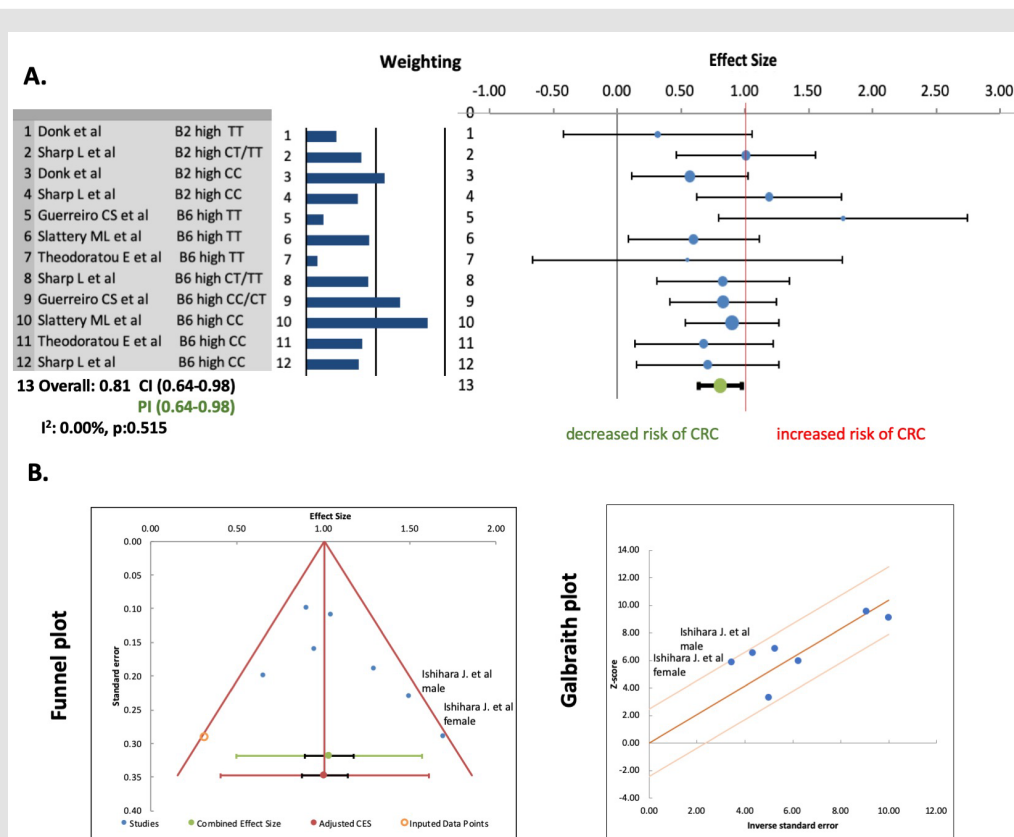 A.
Weighting
Effect Size
-1.00 -0.50 0.00 0.50 1.00 1.50 2.00 2.50 3.00
0
1 Donk et al B2 high TT 1 1
2 Sharp L et al B2 high CT/TT 2 2
3 Donk et al B2 high CC 3 3
4 Sharp L et al B2 high CC 4 4
5 Guerreiro CS et al B6 high TT 5 5
6 Slattery ML et al B6 high TT 6 6
7 Theodoratou E et al B6 high TT 7 7
8 Sharp L et al B6 high CT/TT 8 8
9 Guerreiro CS et al B6 high CC/CT 9 9
10 Slattery ML et al B6 high CC 10 10
11 Theodoratou E et al B6 high CC 11 11
12 Sharp L et al B6 high CC 12 12
13 Overall: 0.81 CI (0.64-0.98) 13
PI (0.64-0.98)
I²: 0.00%, p:0.515
decreased risk of CRC increased risk of CRC
B.
Funnel plot
Effect Size
0.00 0.50 1.00 1.50 2.00
Standard error
0.00
0.05
0.10
0.15
0.20
0.25
0.30
0.35
0.40
Ishihara J. et al
male
Ishihara J. et al
female
Studies Combined Effect Size Adjusted CES Inputed Data Points
Galbraith plot
Z-score
14.00
12.00
10.00
8.00
6.00
4.00
2.00
0.00
-2.00
-4.00
Ishihara J. et al
male
Ishihara J. et al
female
0.00 2.00 4.00 6.00 8.00 10.00 12.00
Inverse standard error